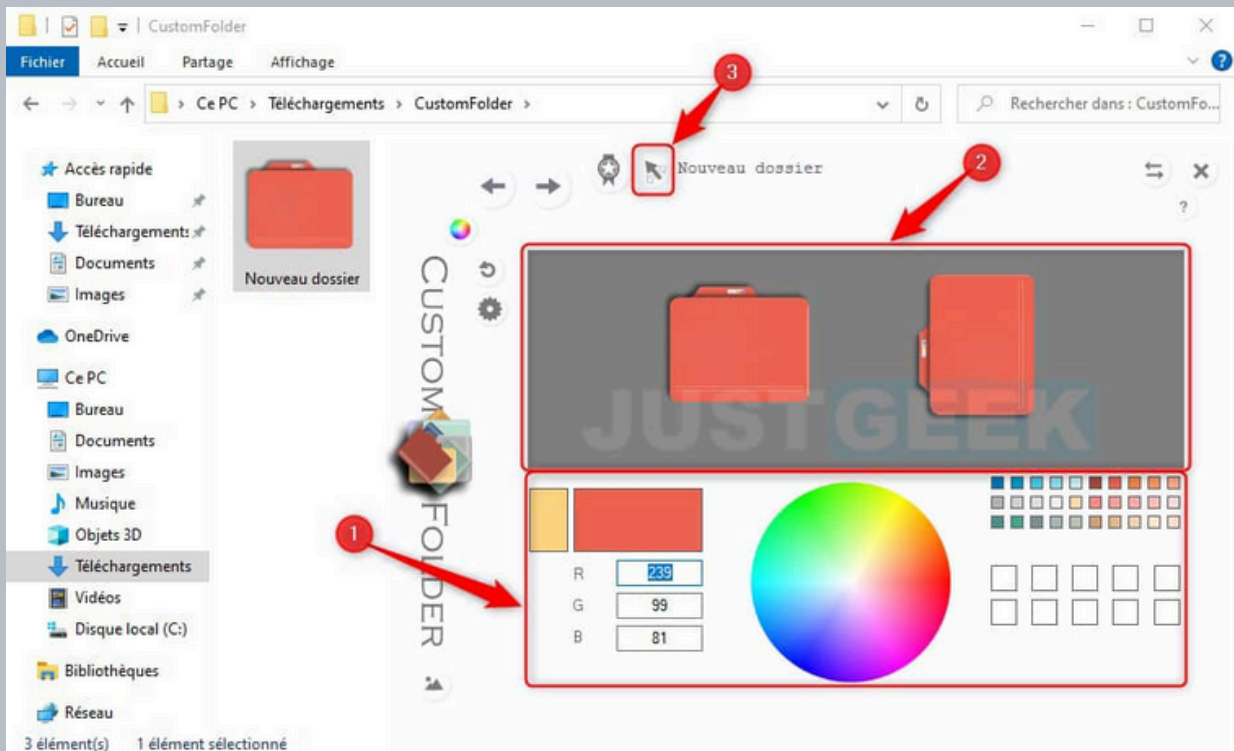 CustomFolder
Fichier Accueil Partage Affichage
3
Ce PC > Téléchargements > CustomFolder >
Rechercher dans : CustomFo...
Accès rapide
Bureau
Téléchargements
Documents
Images
OneDrive
Ce PC
Bureau
Documents
Images
Musique
Objets 3D
Téléchargements
Vidéos
Disque local (C:)
Bibliothèques
Réseau
3 élément(s) 1 élément sélectionné
Nouveau dossier
Nouveau dossier
2
?
CUSTOM FOLDER
JUSTGEEK
1
R 239
G 99
B 81